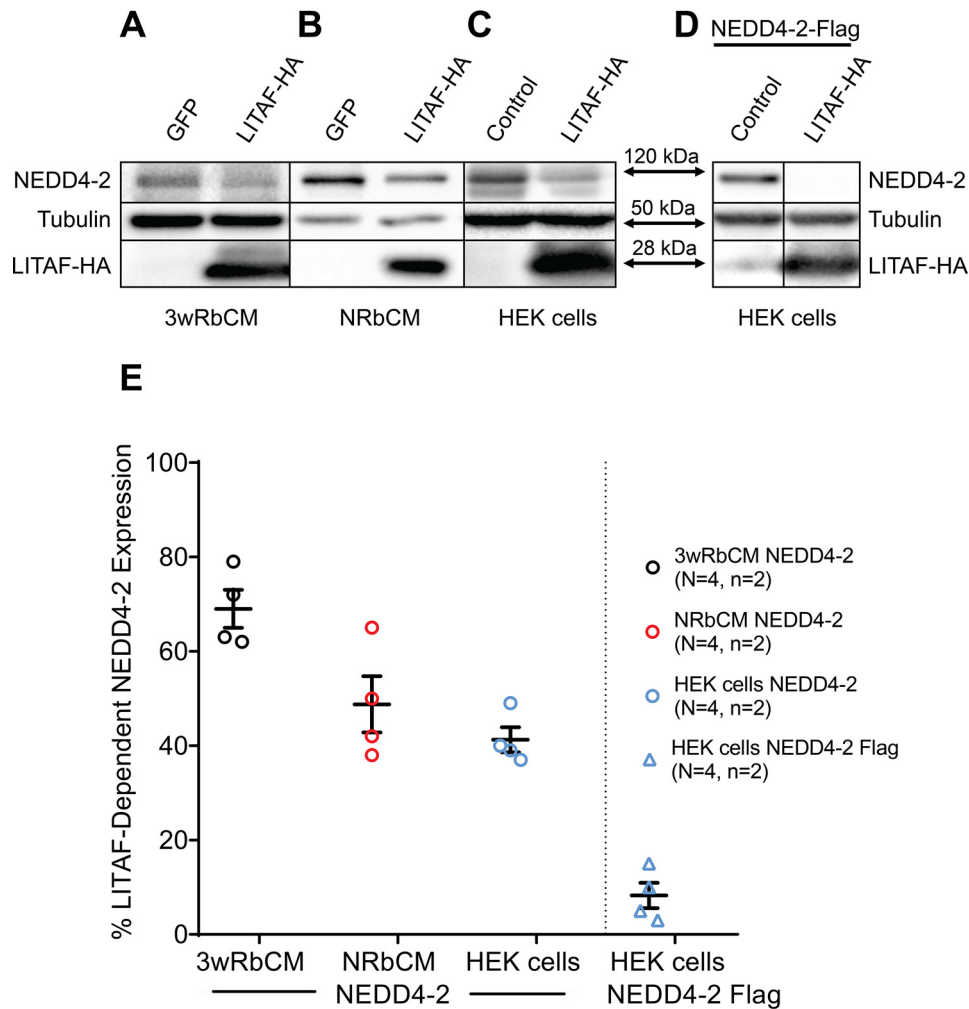 A
B
C
D
NEDD4-2-Flag
GFP
LITAF-HA
GFP
LITAF-HA
Control
LITAF-HA
Control
LITAF-HA
NEDD4-2
120 kDa
NEDD4-2
Tubulin
50 kDa
Tubulin
LITAF-HA
28 kDa
LITAF-HA
3wRbCM
NRbCM
HEK cells
HEK cells
E
% LITAF-Dependent NEDD4-2 Expression
100
80
60
40
20
0
3wRbCM NEDD4-2
(N=4, n=2)
NRbCM NEDD4-2
(N=4, n=2)
HEK cells NEDD4-2
(N=4, n=2)
HEK cells NEDD4-2 Flag
(N=4, n=2)
3wRbCM
NRbCM
HEK cells
HEK cells
NEDD4-2
NEDD4-2 Flag